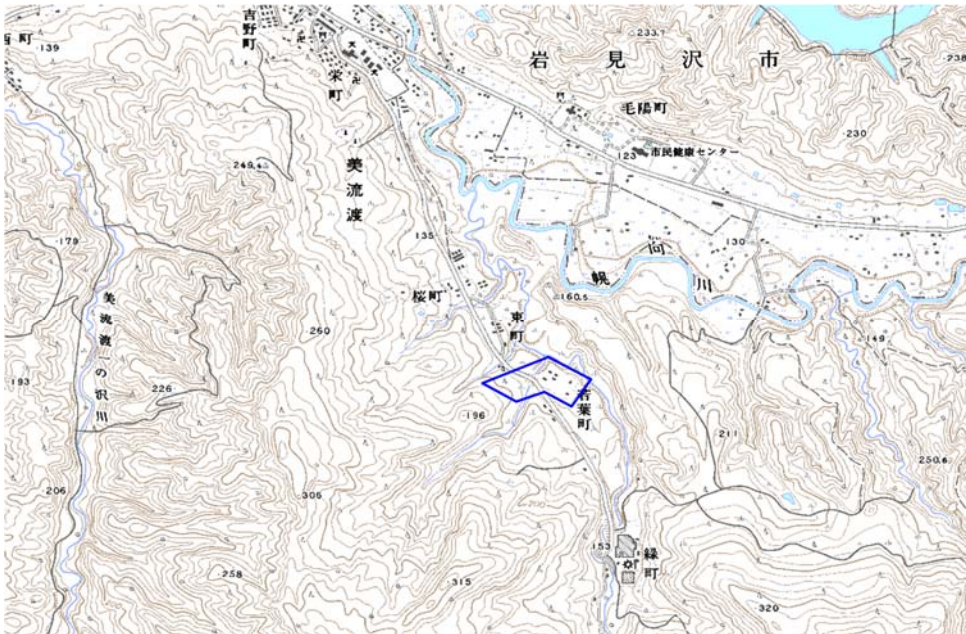 岩見沢市
吉野町
西町
139
栄町
233.7
238
毛陽町
市民健康センター
123
230
249.4
美流渡
179
135
130
幌向川
桜町
160.5
東町
149
美流渡一の沢川
260
193
226
196
若葉町
211
250.6
206
306
153
緑町
258
315
320